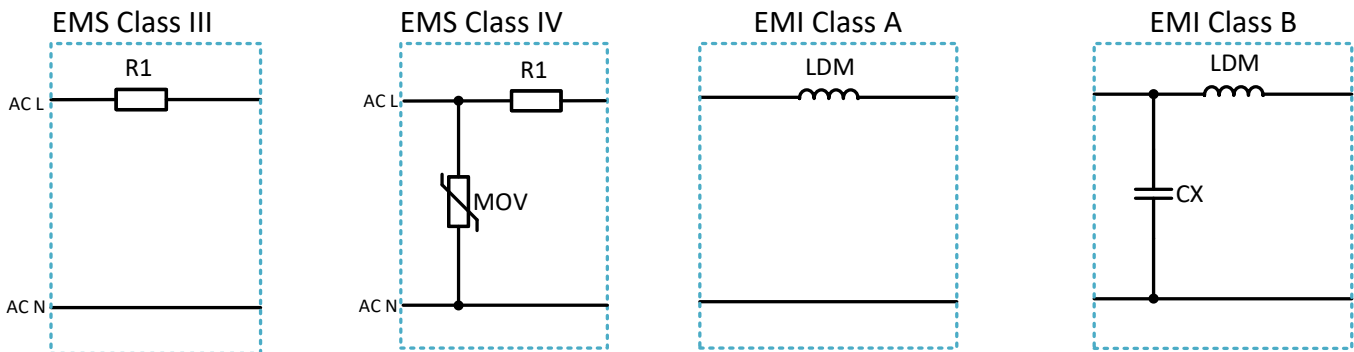 EMS Class III
R1
AC L
AC N
EMS Class IV
R1
AC L
MOV
AC N
EMI Class A
LDM
EMI Class B
LDM
CX